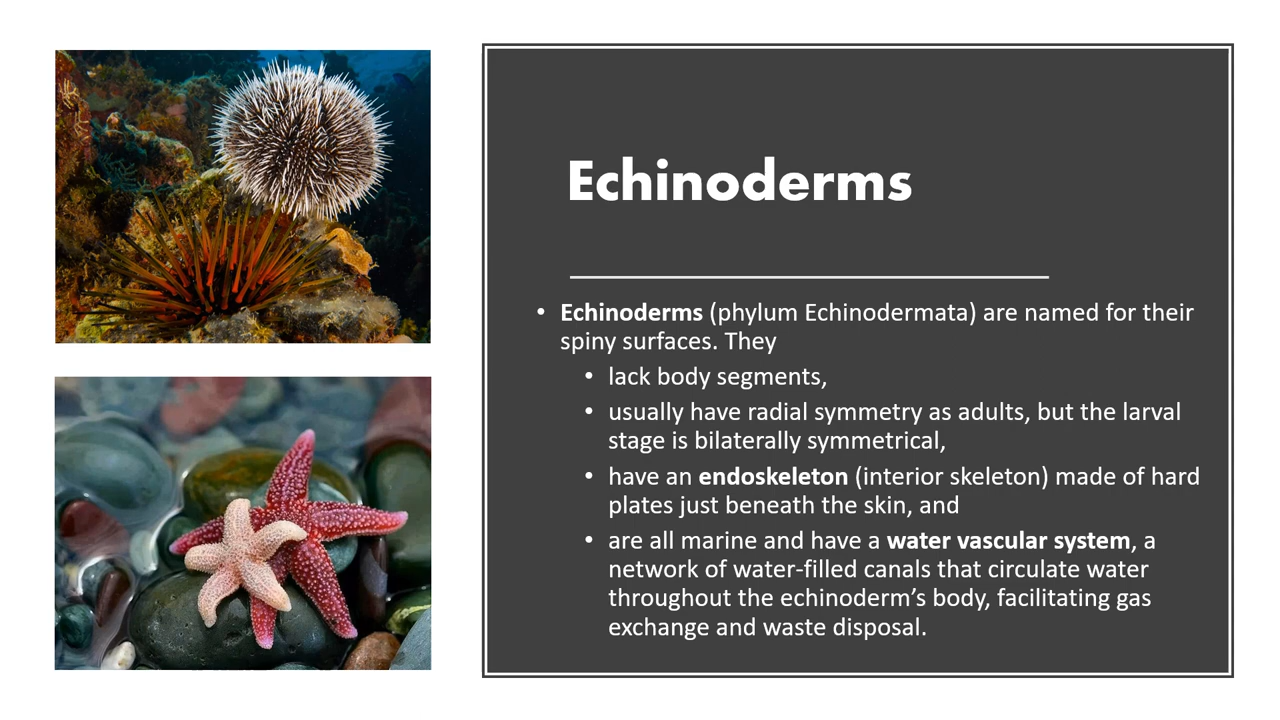 Echinoderms
• Echinoderms (phylum Echinodermata) are named for their
spiny surfaces. They
• lack body segments,
• usually have radial symmetry as adults, but the larval
stage is bilaterally symmetrical,
• have an endoskeleton (interior skeleton) made of hard
plates just beneath the skin, and
• are all marine and have a water vascular system, a
network of water-filled canals that circulate water
throughout the echinoderm’s body, facilitating gas
exchange and waste disposal.